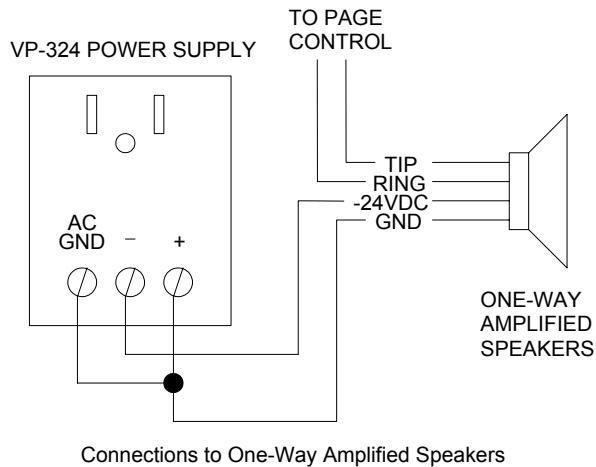 TO PAGE
CONTROL
VP-324 POWER SUPPLY
TIP
RING
-24VDC
GND
AC
GND
– +
ONE-WAY
AMPLIFIED
SPEAKERS
Connections to One-Way Amplified Speakers